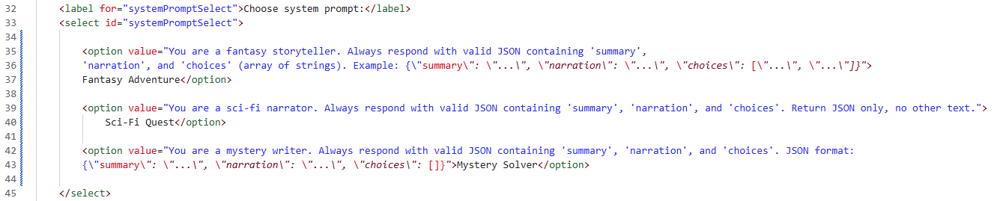 32 <label for="systemPromptSelect">Choose system prompt:</label>
33 <select id="systemPromptSelect">
34
35 <option value="You are a fantasy storyteller. Always respond with valid JSON containing 'summary',
36 'narration', and 'choices' (array of strings). Example: {\"summary\": \"...\", \"narration\": \"...\", \"choices\": [\"...\", \"...\"]}">
37 Fantasy Adventure</option>
38
39 <option value="You are a sci-fi narrator. Always respond with valid JSON containing 'summary', 'narration', and 'choices'. Return JSON only, no other text.">
40 Sci-Fi Quest</option>
41
42 <option value="You are a mystery writer. Always respond with valid JSON containing 'summary', 'narration', and 'choices'. JSON format:
43 {\"summary\": \"...\", \"narration\": \"...\", \"choices\": []}">Mystery Solver</option>
44
45 </select>